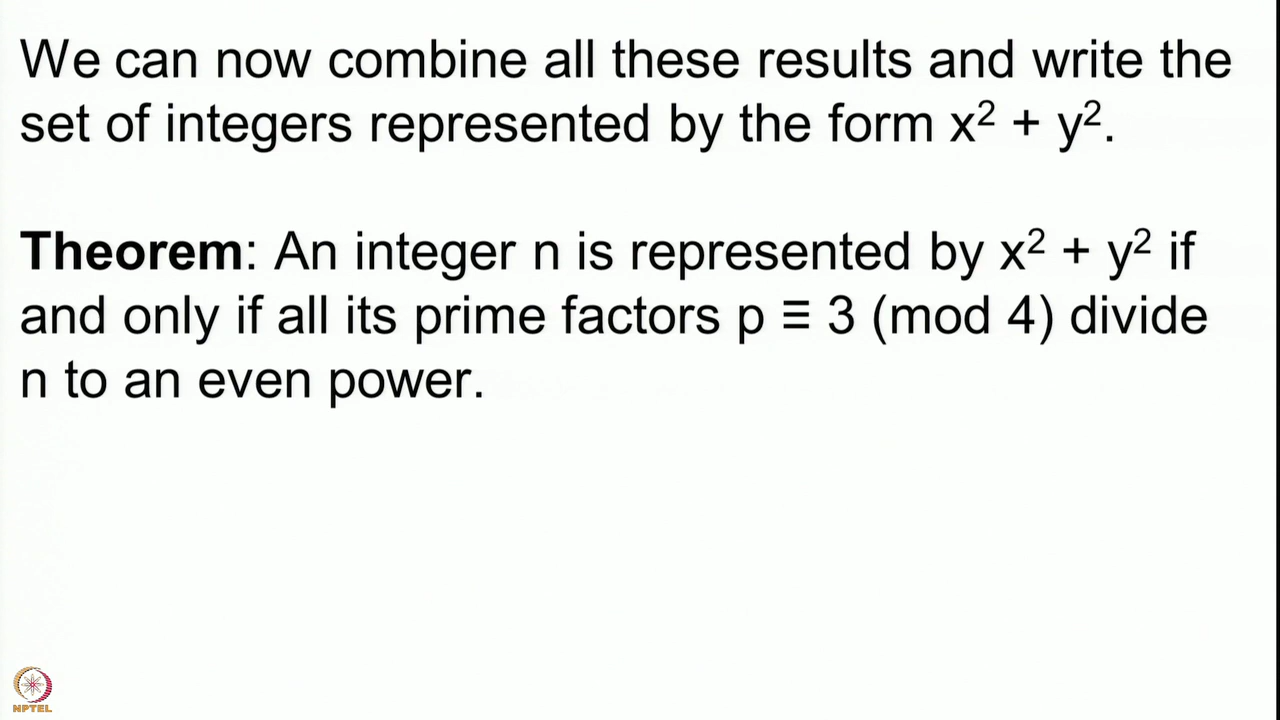 We can now combine all these results and write the
set of integers represented by the form x² + y².
Theorem: An integer n is represented by x² + y² if
and only if all its prime factors p ≡ 3 (mod 4) divide
n to an even power.
NPTEL